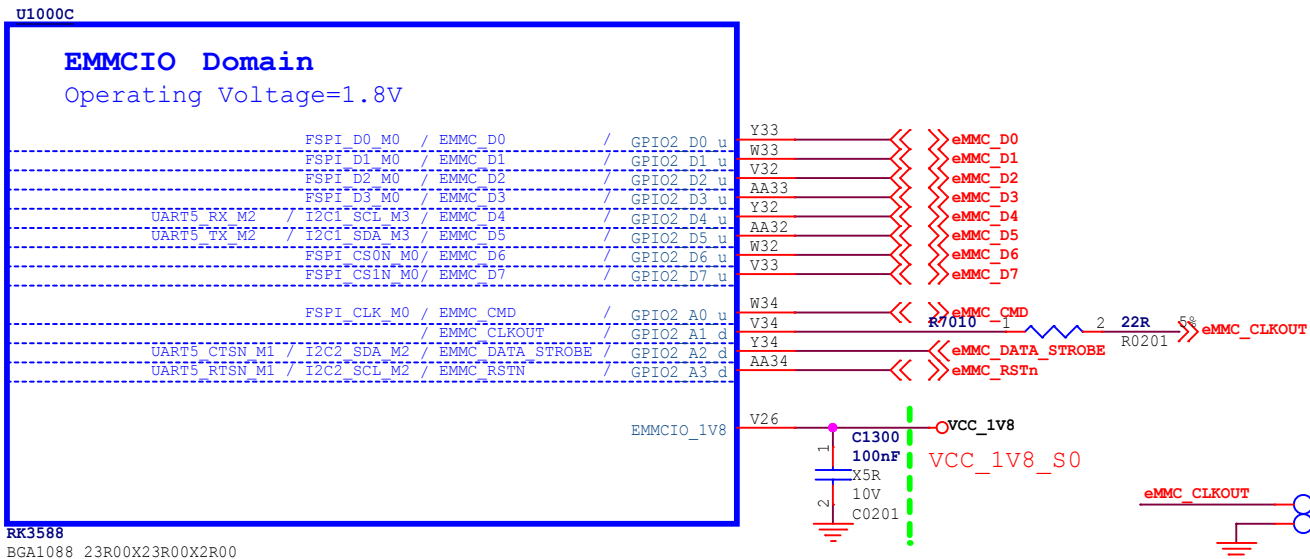 U1000C
EMMCIO Domain
Operating Voltage=1.8V
FSPI_D0_M0 / EMMC_D0 / GPIO2_D0_u Y33 eMMC_D0
FSPI_D1_M0 / EMMC_D1 / GPIO2_D1_u W33 eMMC_D1
FSPI_D2_M0 / EMMC_D2 / GPIO2_D2_u V32 eMMC_D2
FSPI_D3_M0 / EMMC_D3 / GPIO2_D3_u AA33 eMMC_D3
UART5_RX_M2 / I2C1_SCL_M3 / EMMC_D4 / GPIO2_D4_u Y32 eMMC_D4
UART5_TX_M2 / I2C1_SDA_M3 / EMMC_D5 / GPIO2_D5_u AA32 eMMC_D5
FSPI_CS0N_M0/ EMMC_D6 / GPIO2_D6_u W32 eMMC_D6
FSPI_CS1N_M0/ EMMC_D7 / GPIO2_D7_u V33 eMMC_D7
FSPI_CLK_M0 / EMMC_CMD / GPIO2_A0_u W34 eMMC_CMD
/ EMMC_CLKOUT / GPIO2_A1_d V34 R7010 1 2 22R 5% eMMC_CLKOUT
R0201
UART5_CTSN_M1 / I2C2_SDA_M2 / EMMC_DATA_STROBE / GPIO2_A2_d Y34 eMMC_DATA_STROBE
UART5_RTSN_M1 / I2C2_SCL_M2 / EMMC_RSTN / GPIO2_A3_d AA34 eMMC_RSTn
EMMCIO_1V8 V26 VCC_1V8
1 C1300
100nF
X5R
10V
2 C0201
VCC_1V8_S0
eMMC_CLKOUT
RK3588
BGA1088_23R00X23R00X2R00